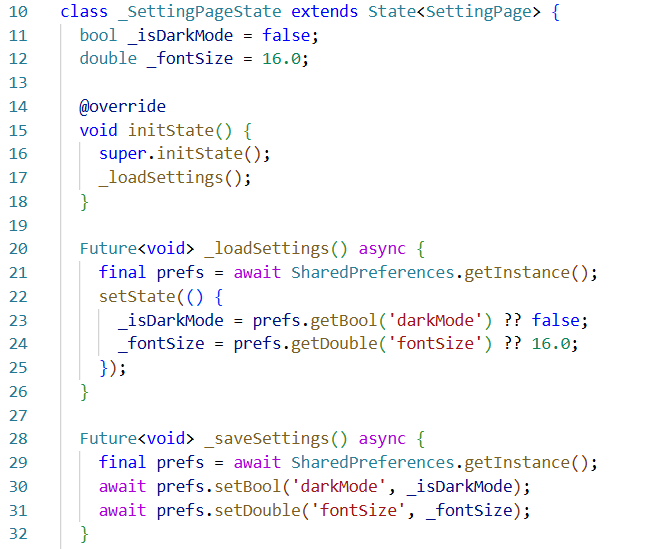 10 class _SettingPageState extends State<SettingPage> {
11   bool _isDarkMode = false;
12   double _fontSize = 16.0;
13
14   @override
15   void initState() {
16     super.initState();
17     _loadSettings();
18   }
19
20   Future<void> _loadSettings() async {
21     final prefs = await SharedPreferences.getInstance();
22     setState(() {
23       _isDarkMode = prefs.getBool('darkMode') ?? false;
24       _fontSize = prefs.getDouble('fontSize') ?? 16.0;
25     });
26   }
27
28   Future<void> _saveSettings() async {
29     final prefs = await SharedPreferences.getInstance();
30     await prefs.setBool('darkMode', _isDarkMode);
31     await prefs.setDouble('fontSize', _fontSize);
32   }